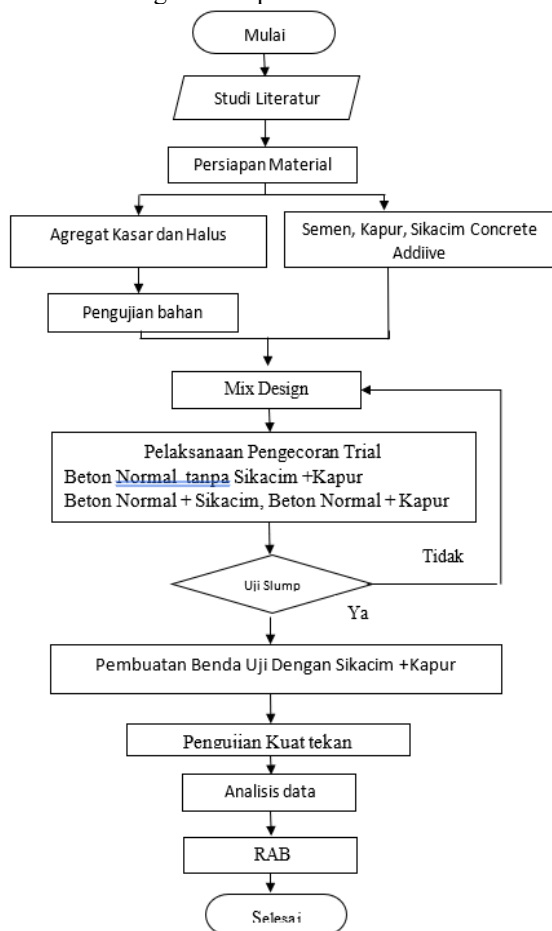 Mulai
Studi Literatur
Persiapan Material
Agregat Kasar dan Halus
Semen, Kapur, Sikacim Concrete
Addiive
Pengujian bahan
Mix Design
Pelaksanaan Pengecoran Trial
Beton Normal tanpa Sikacim +Kapur
Beton Normal + Sikacim, Beton Normal + Kapur
Uji Slump
Tidak
Ya
Pembuatan Benda Uji Dengan Sikacim +Kapur
Pengujian Kuat tekan
Analisis data
RAB
Selesai